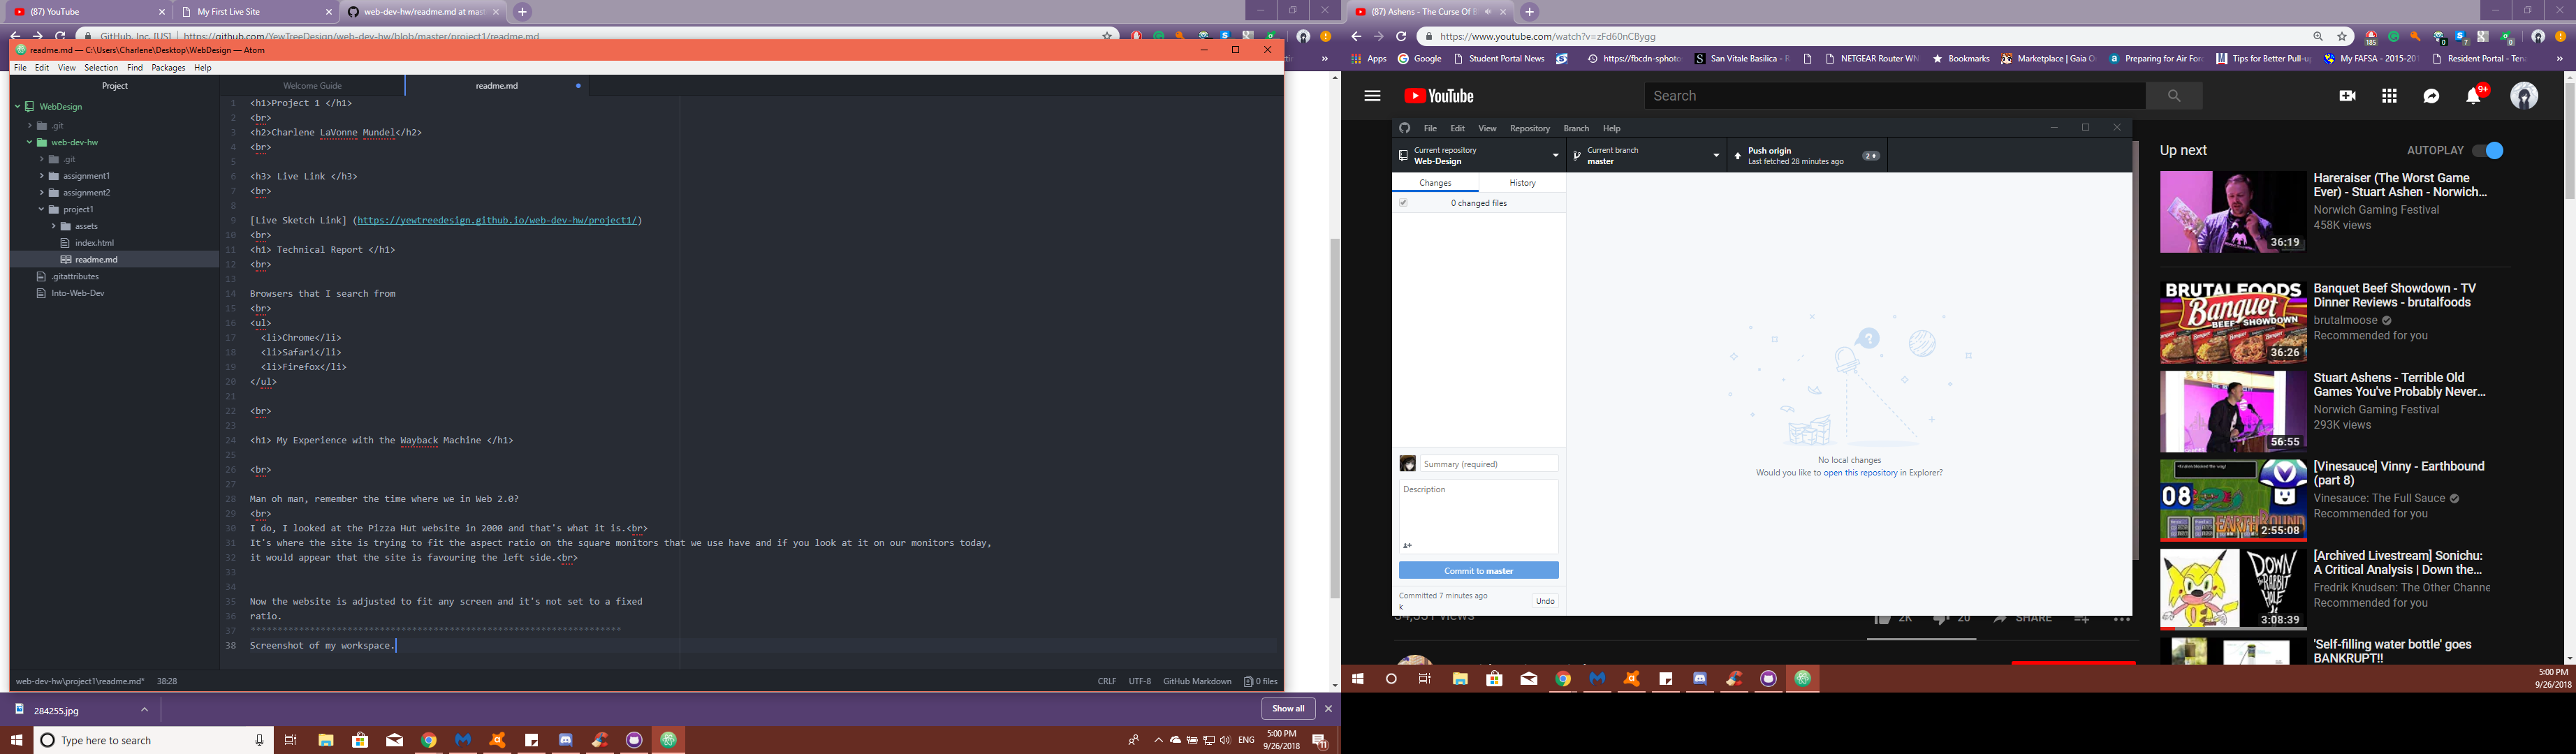 (87) YouTube
My First Live Site
web-dev-hw/readme.md at mast
GitHub, Inc. [US] | https://github.com/YewTreeDesign/web-dev-hw/blob/master/project1/readme.md
readme.md — C:\Users\Charlene\Desktop\WebDesign — Atom
File Edit View Selection Find Packages Help
Project
Welcome Guide
readme.md
WebDesign
.git
web-dev-hw
.git
assignment1
assignment2
project1
assets
index.html
readme.md
.gitattributes
Into-Web-Dev
1 <h1>Project 1 </h1>
2 <br>
3 <h2>Charlene LaVonne Mundel</h2>
4 <br>
5
6 <h3> Live Link </h3>
7 <br>
8
9 [Live Sketch Link] (https://yewtreedesign.github.io/web-dev-hw/project1/)
10 <br>
11 <h1> Technical Report </h1>
12 <br>
13
14 Browsers that I search from
15 <br>
16 <ul>
17 <li>Chrome</li>
18 <li>Safari</li>
19 <li>Firefox</li>
20 </ul>
21
22 <br>
23
24 <h1> My Experience with the Wayback Machine </h1>
25
26 <br>
27
28 Man oh man, remember the time where we in Web 2.0?
29 <br>
30 I do, I looked at the Pizza Hut website in 2000 and that's what it is.<br>
31 It's where the site is trying to fit the aspect ratio on the square monitors that we use have and if you look at it on our monitors today,
32 it would appear that the site is favouring the left side.<br>
33
34
35 Now the website is adjusted to fit any screen and it's not set to a fixed
36 ratio.
37
38 Screenshot of my workspace.
web-dev-hw\project1\readme.md* 38:28
CRLF UTF-8 GitHub Markdown 0 files
284255.jpg
Show all
Type here to search
ENG
5:00 PM
9/26/2018
11
(87) Ashens - The Curse Of
https://www.youtube.com/watch?v=zFd60nCBygg
185
0
7
0
Apps
Google
Student Portal News
https://fbcdn-sphoto
San Vitale Basilica - R
NETGEAR Router WN
Bookmarks
Marketplace | Gaia O
Preparing for Air For
Tips for Better Pull-u
My FAFSA - 2015-20
Resident Portal - Ten
YouTube
Search
9+
File Edit View Repository Branch Help
Current repository
Web-Design
Current branch
master
Push origin
Last fetched 28 minutes ago
2
Changes
History
0 changed files
Summary (required)
Description
Commit to master
Committed 7 minutes ago
k
Undo
No local changes
Would you like to open this repository in Explorer?
views
2K
20
SHARE
Up next
AUTOPLAY
Hareraiser (The Worst Game
Ever) - Stuart Ashen - Norwich...
Norwich Gaming Festival
458K views
36:19
BRUTALFOODS
Banquet
BEEF SHOWDOWN
36:26
Banquet Beef Showdown - TV
Dinner Reviews - brutalfoods
brutalmoose
Recommended for you
Stuart Ashens - Terrible Old
Games You've Probably Never...
Norwich Gaming Festival
293K views
56:55
08
EARTHBOUND
2:55:08
[Vinesauce] Vinny - Earthbound
(part 8)
Vinesauce: The Full Sauce
Recommended for you
DOWN
THE
RABBIT
HOLE
3:08:39
[Archived Livestream] Sonichu:
A Critical Analysis | Down the...
Fredrik Knudsen: The Other Channe
Recommended for you
'Self-filling water bottle' goes
BANKRUPT!!
5:00 PM
9/26/2018